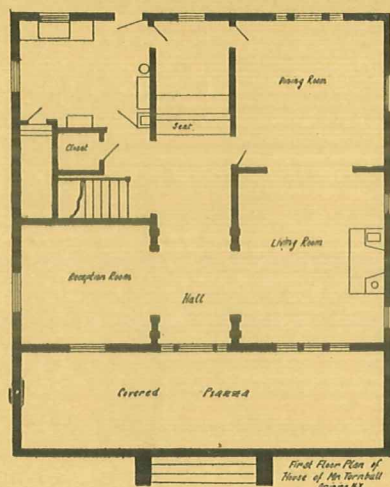 Dining Room
Seat
Closet
Living Room
Reception Room
Hall
Covered Piazza
First Floor Plan of
House of Mr Turnbull
N.Y.